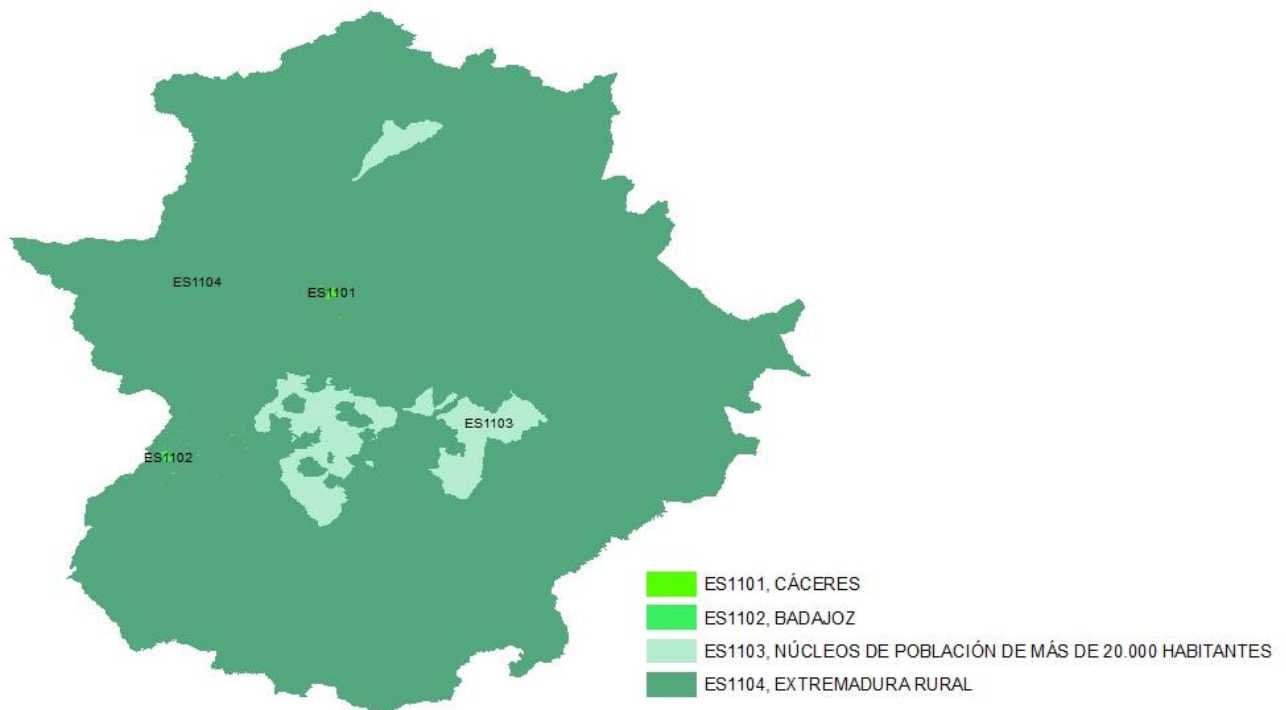 ES1104
ES1101
ES1103
ES1102
ES1101, CÁCERES
ES1102, BADAJOZ
ES1103, NÚCLEOS DE POBLACIÓN DE MÁS DE 20.000 HABITANTES
ES1104, EXTREMADURA RURAL